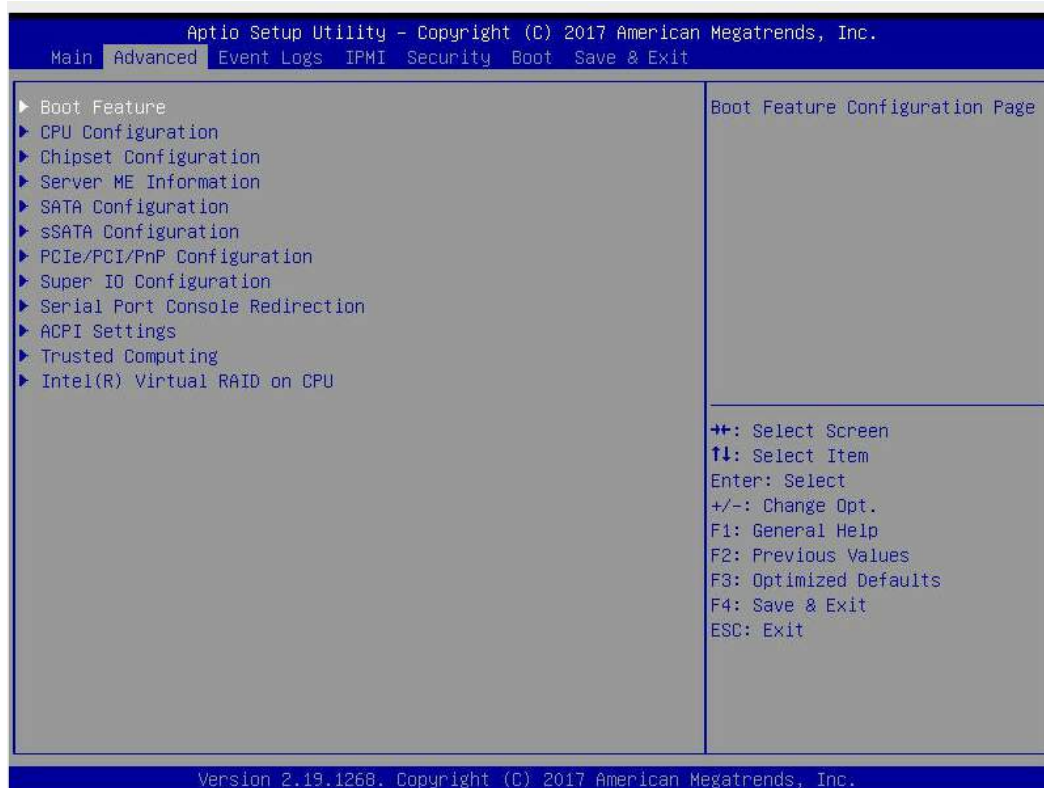 Aptio Setup Utility – Copyright (C) 2017 American Megatrends, Inc.
Main Advanced Event Logs IPMI Security Boot Save & Exit
▶ Boot Feature
▶ CPU Configuration
▶ Chipset Configuration
▶ Server ME Information
▶ SATA Configuration
▶ sSATA Configuration
▶ PCIe/PCI/PnP Configuration
▶ Super IO Configuration
▶ Serial Port Console Redirection
▶ ACPI Settings
▶ Trusted Computing
▶ Intel(R) Virtual RAID on CPU
Boot Feature Configuration Page
→←: Select Screen
↑↓: Select Item
Enter: Select
+/-: Change Opt.
F1: General Help
F2: Previous Values
F3: Optimized Defaults
F4: Save & Exit
ESC: Exit
Version 2.19.1268. Copyright (C) 2017 American Megatrends, Inc.